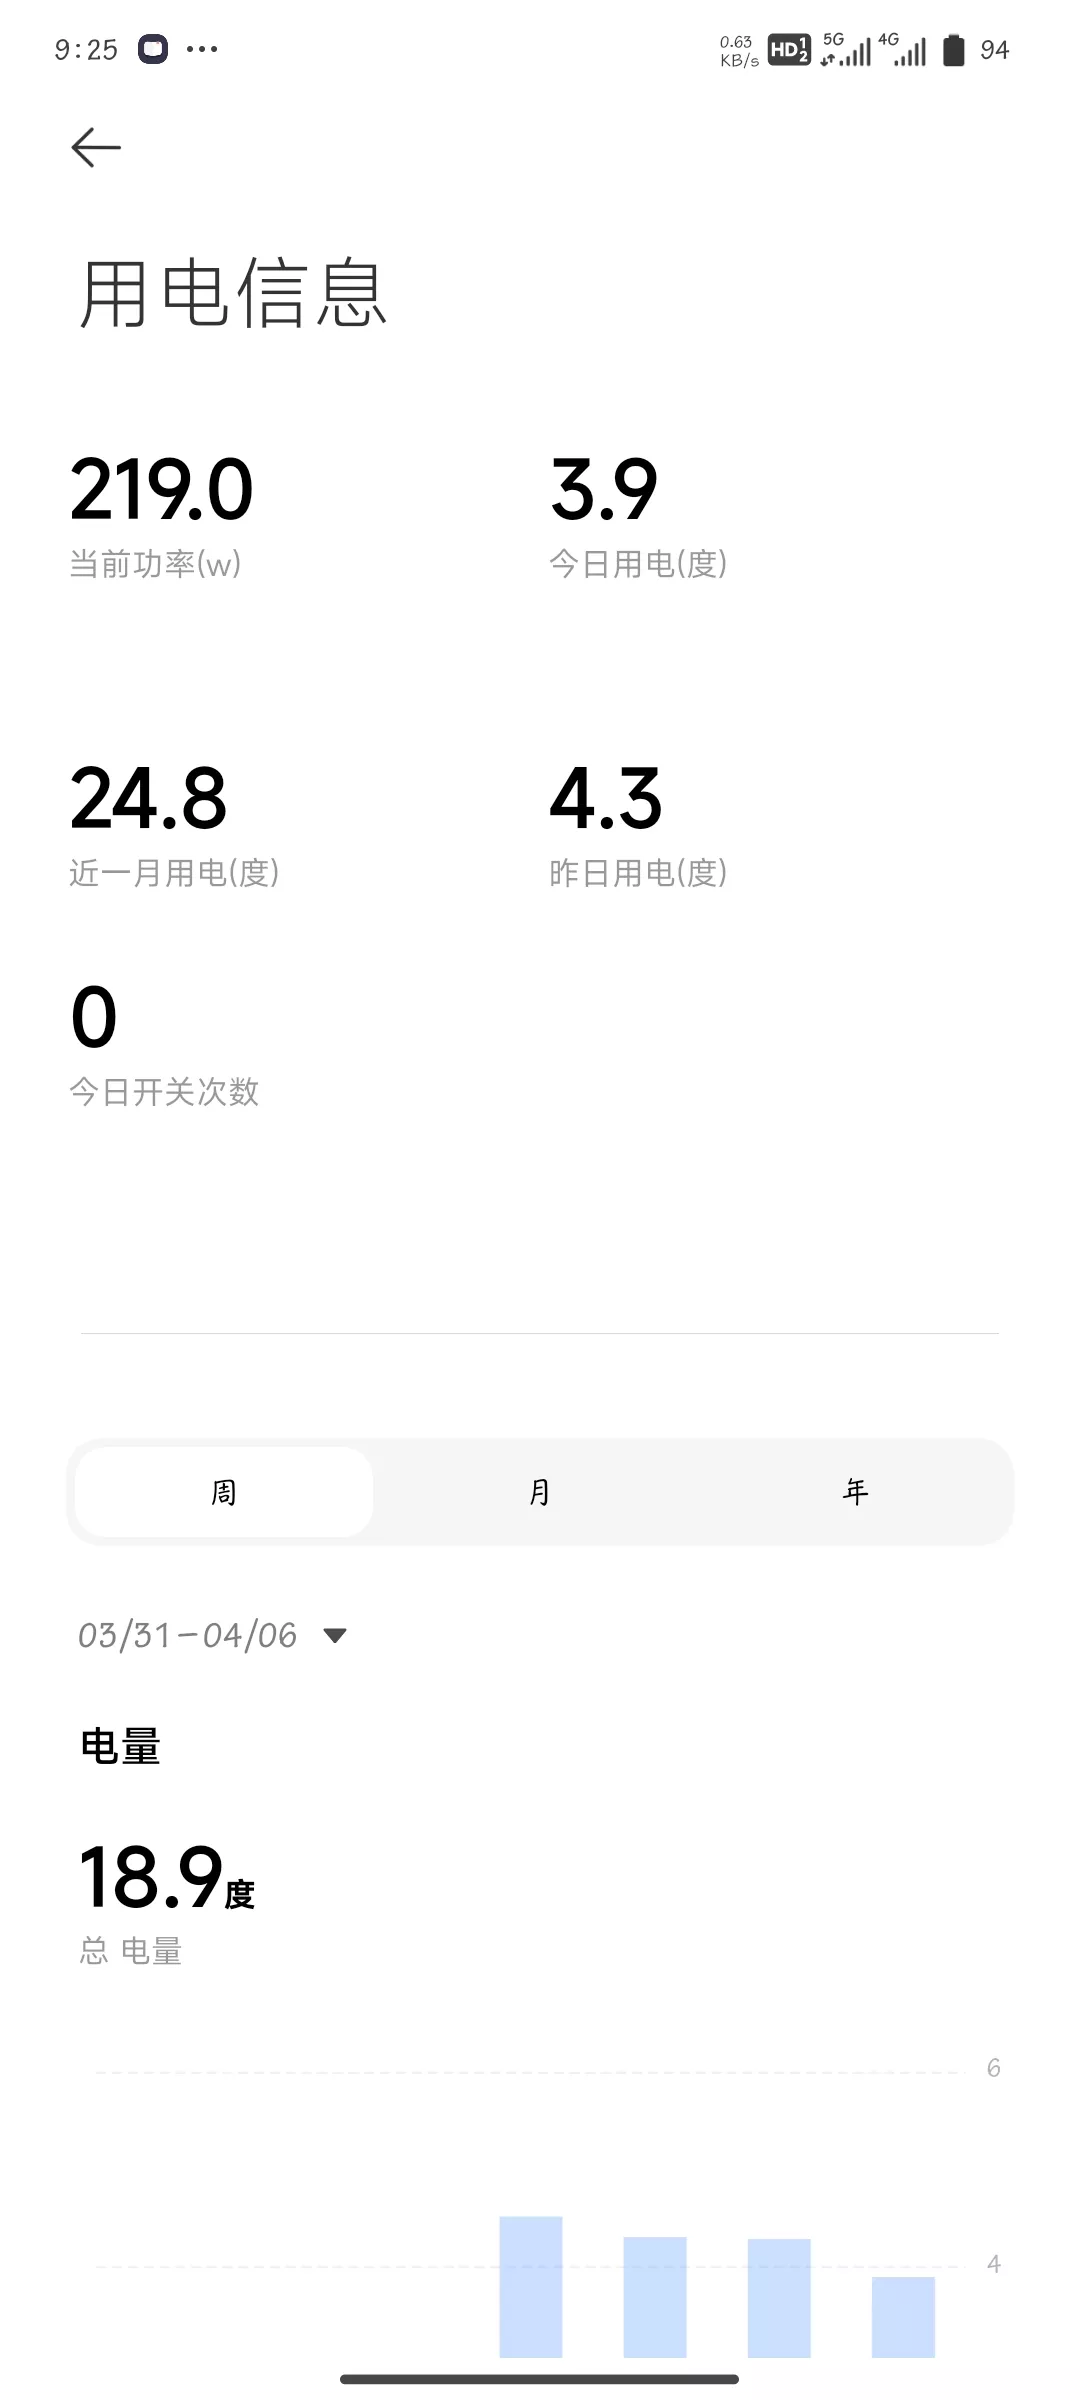 9:25 ••• 0.63 KB/s HD 1 2 5G 4G 94
用电信息
219.0 3.9
当前功率(w) 今日用电(度)
24.8 4.3
近一月用电(度) 昨日用电(度)
0
今日开关次数
周 月 年
03/31-04/06
电量
18.9度
总 电量
6
4